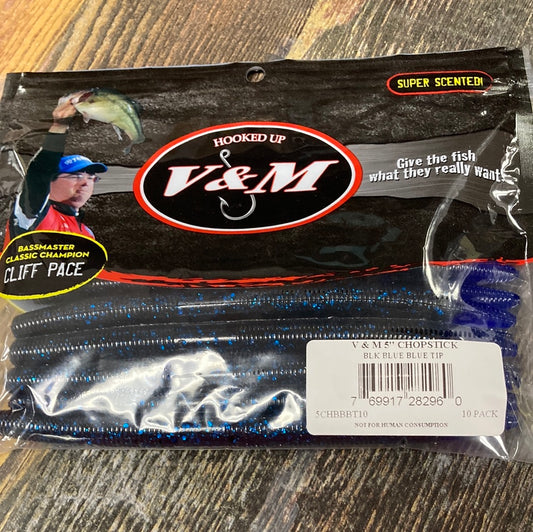 SUPER SCENTED!
HOOKED UP
V&M
Give the fish
what they really want
BASSMASTER
CLASSIC CHAMPION
CLIFF PACE
V & M 5" CHOPSTICK
BLK BLUE BLUE TIP
7 69917 28296 0
5CHBBBT10 10 PACK
NOT FOR HUMAN CONSUMPTION